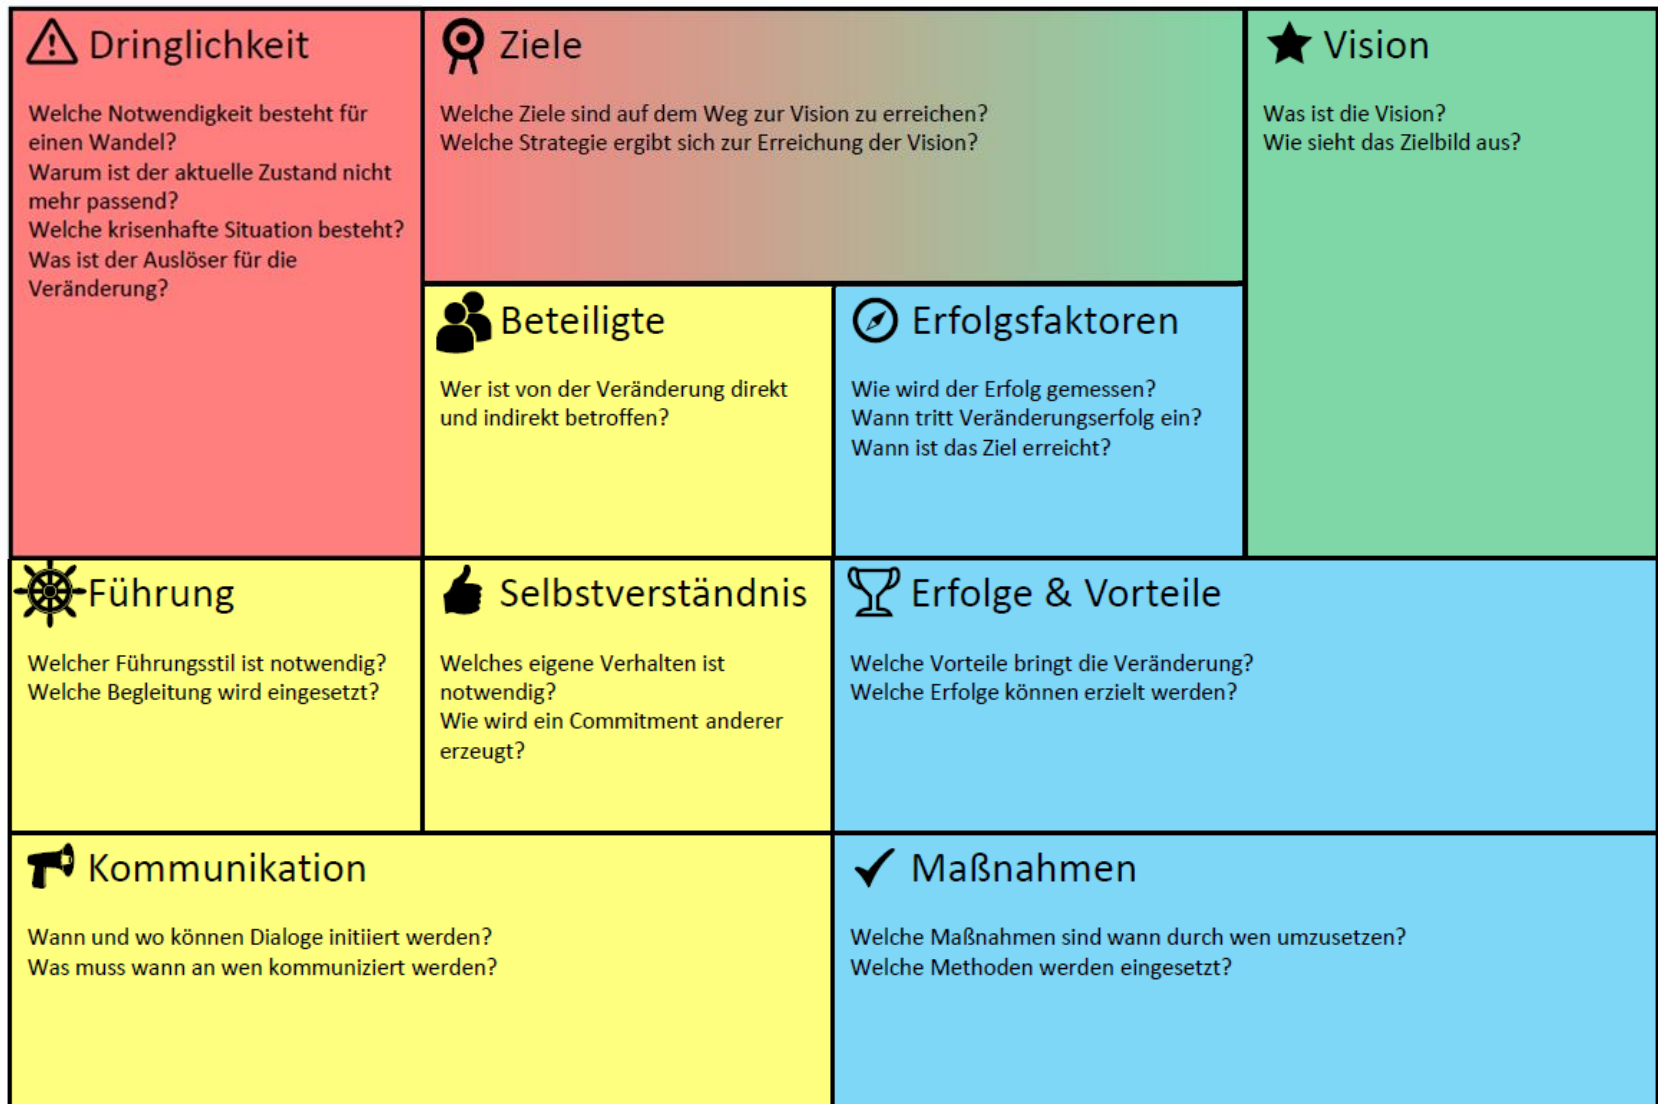 Dringlichkeit
Welche Notwendigkeit besteht für
einen Wandel?
Warum ist der aktuelle Zustand nicht
mehr passend?
Welche krisenhafte Situation besteht?
Was ist der Auslöser für die
Veränderung?
Ziele
Welche Ziele sind auf dem Weg zur Vision zu erreichen?
Welche Strategie ergibt sich zur Erreichung der Vision?
Vision
Was ist die Vision?
Wie sieht das Zielbild aus?
Beteiligte
Wer ist von der Veränderung direkt
und indirekt betroffen?
Erfolgsfaktoren
Wie wird der Erfolg gemessen?
Wann tritt Veränderungserfolg ein?
Wann ist das Ziel erreicht?
Führung
Welcher Führungsstil ist notwendig?
Welche Begleitung wird eingesetzt?
Selbstverständnis
Welches eigene Verhalten ist
notwendig?
Wie wird ein Commitment anderer
erzeugt?
Erfolge & Vorteile
Welche Vorteile bringt die Veränderung?
Welche Erfolge können erzielt werden?
Kommunikation
Wann und wo können Dialoge initiiert werden?
Was muss wann an wen kommuniziert werden?
Maßnahmen
Welche Maßnahmen sind wann durch wen umzusetzen?
Welche Methoden werden eingesetzt?